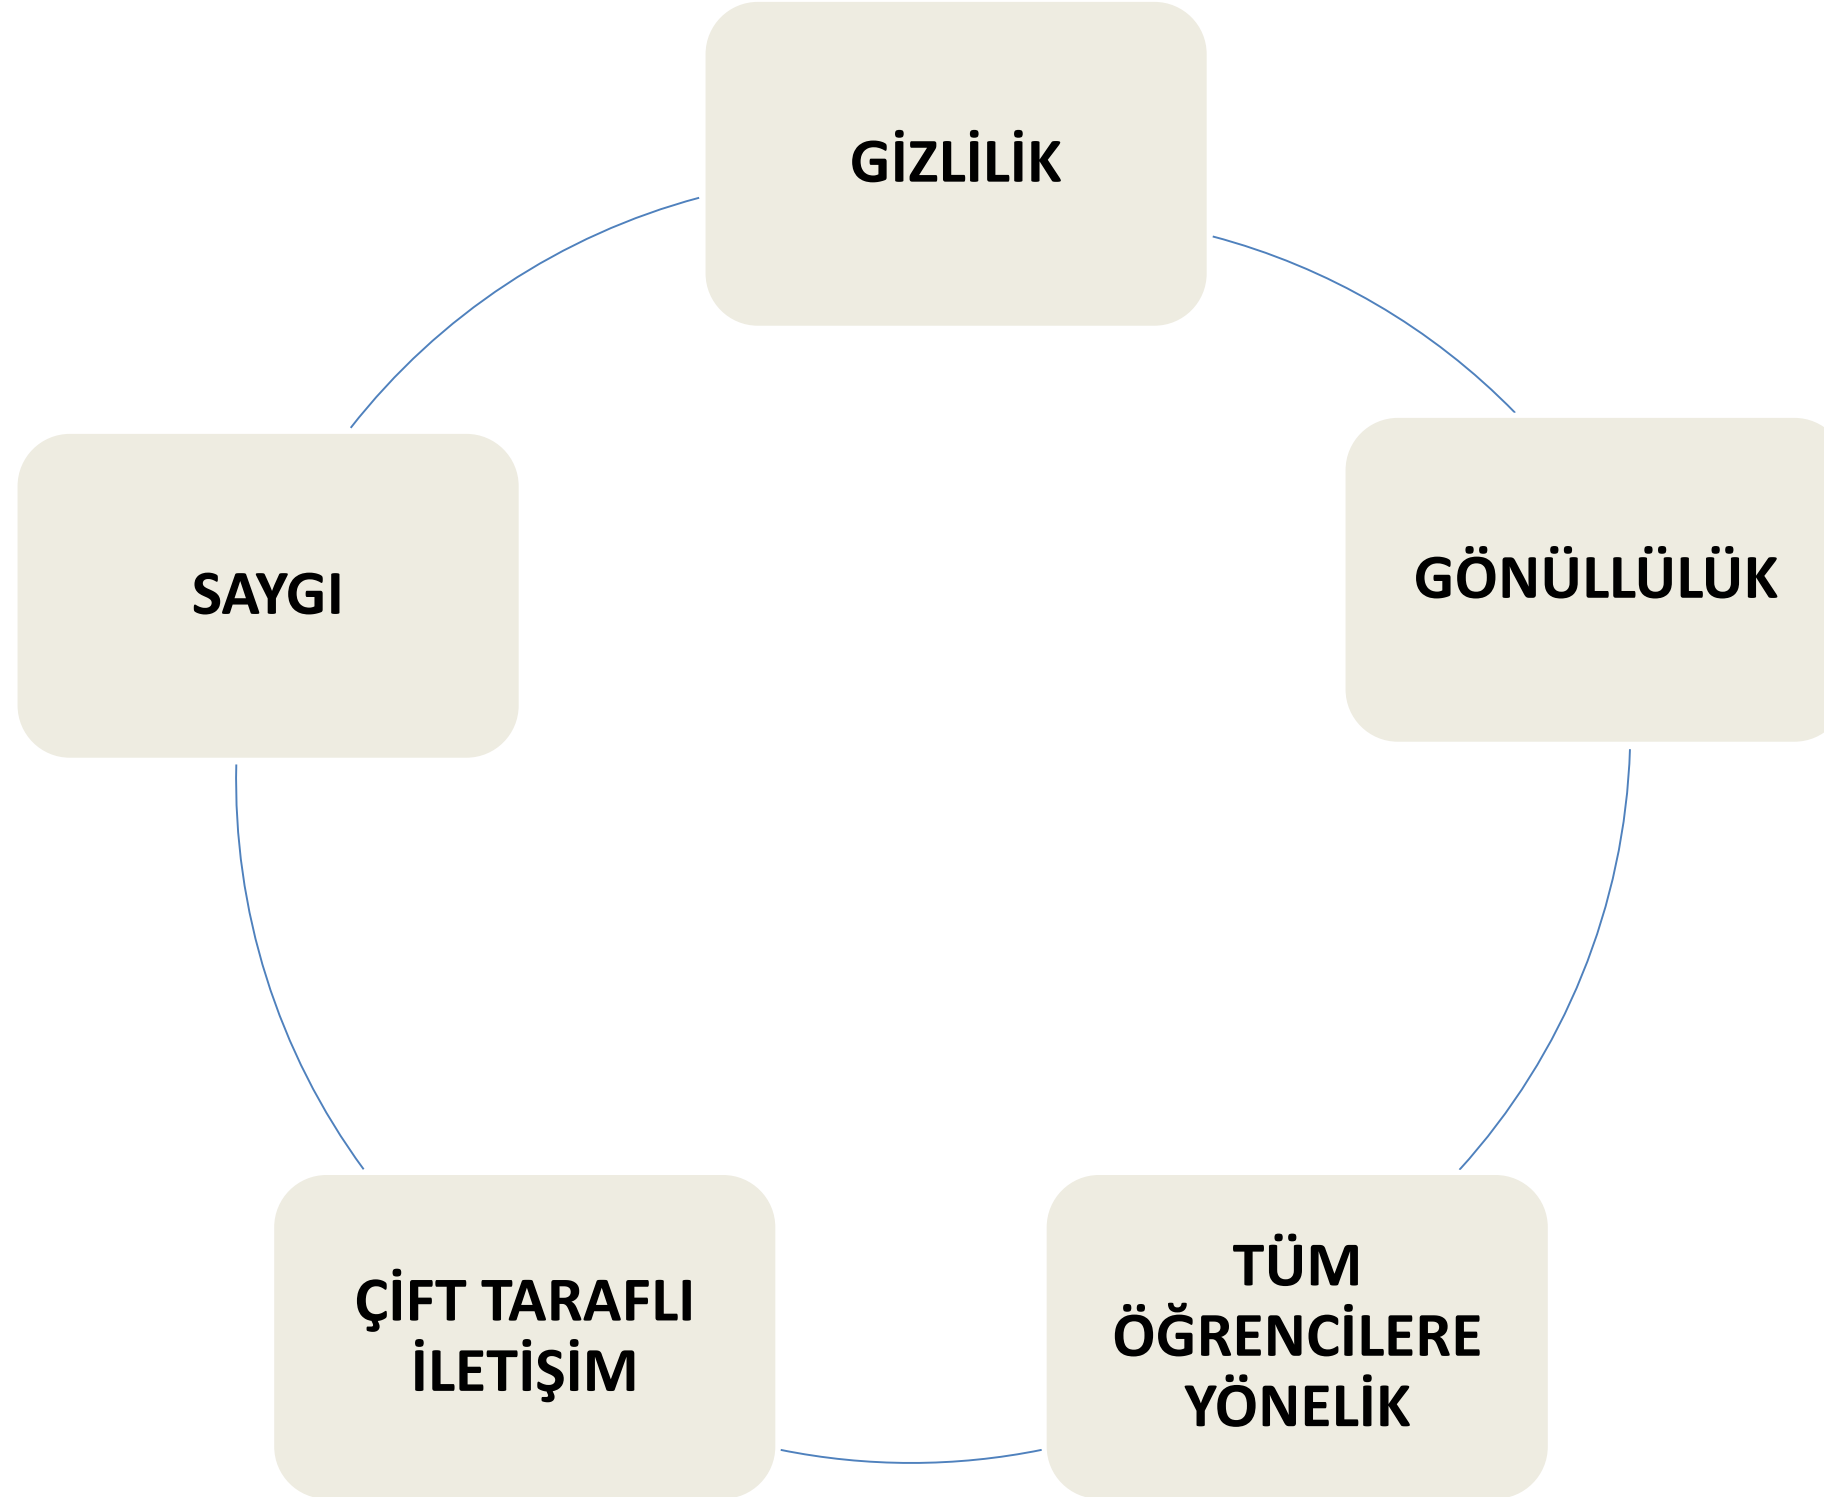 GİZLİLİK
GÖNÜLLÜLÜK
TÜM
ÖĞRENCİLERE
YÖNELİK
ÇİFT TARAFLI
İLETİŞİM
SAYGI